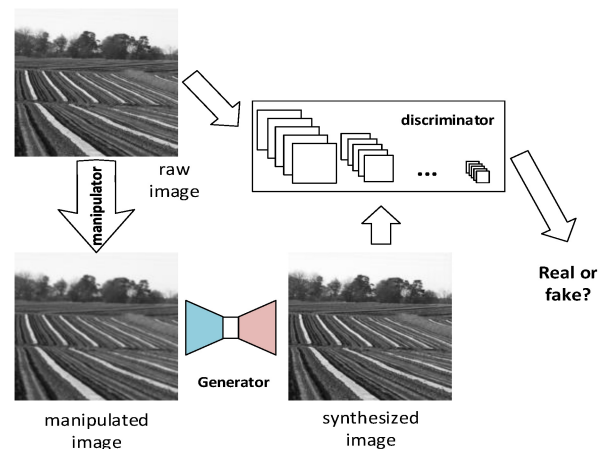 discriminator
raw
image
manipulator
...
Real or
fake?
Generator
manipulated
image
synthesized
image